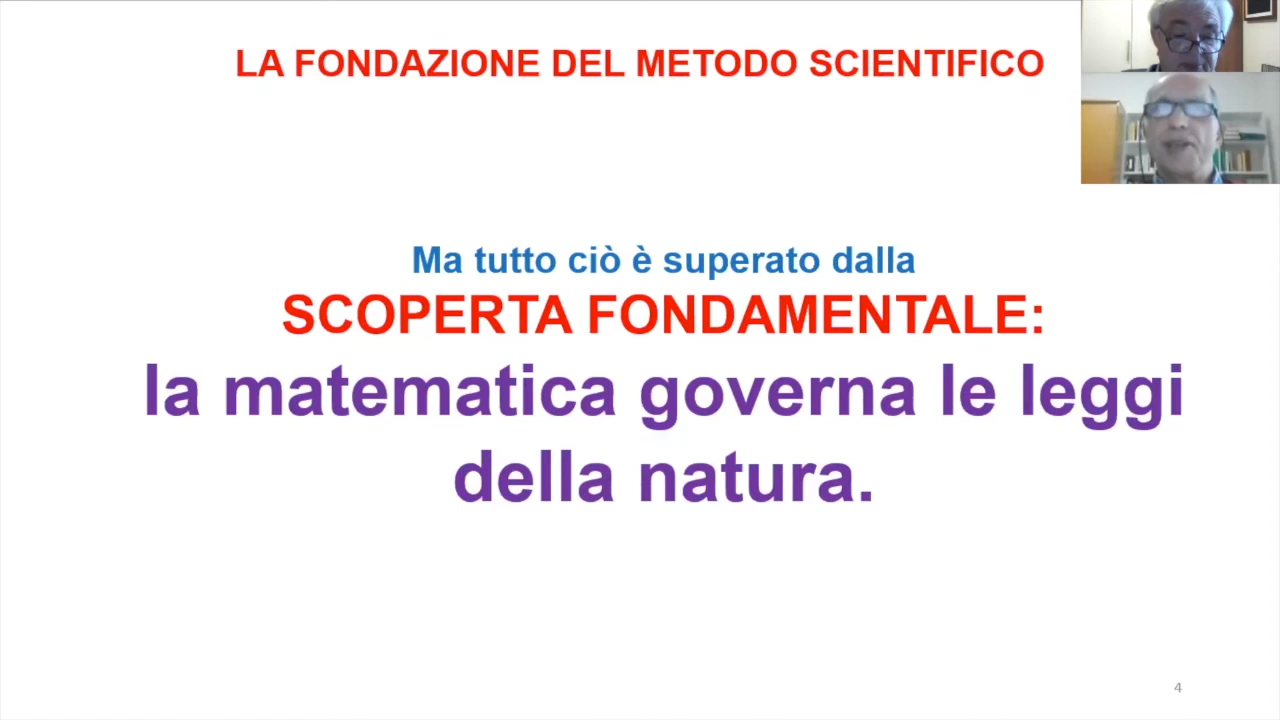 LA FONDAZIONE DEL METODO SCIENTIFICO
Ma tutto ciò è superato dalla
SCOPERTA FONDAMENTALE:
la matematica governa le leggi
della natura.
4